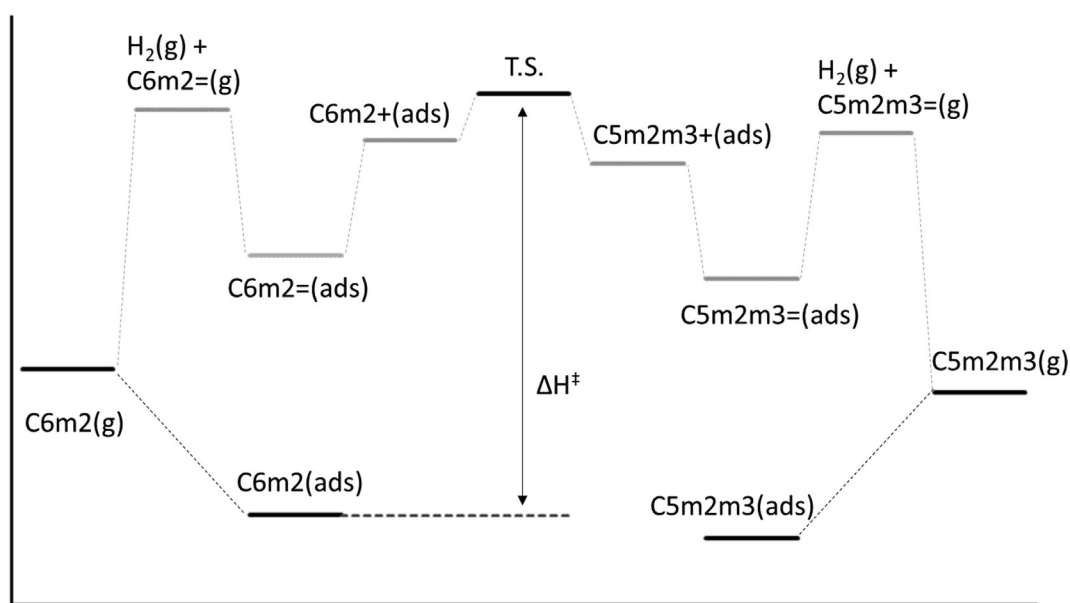 H₂(g) +
C6m2=(g)
T.S.
H₂(g) +
C5m2m3=(g)
C6m2+(ads)
C5m2m3+(ads)
C6m2=(ads)
C5m2m3=(ads)
C5m2m3(g)
ΔH‡
C6m2(g)
C6m2(ads)
C5m2m3(ads)